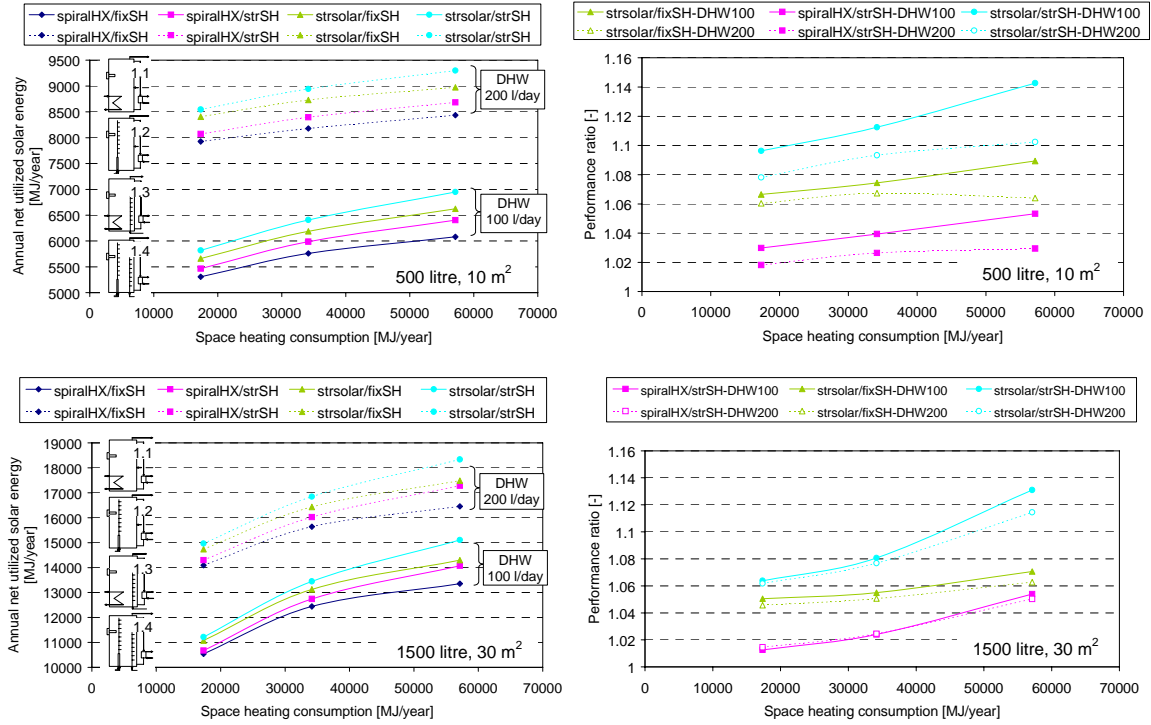 spiralHX/fixSH spiralHX/strSH strsolar/fixSH strsolar/strSH
spiralHX/fixSH spiralHX/strSH strsolar/fixSH strsolar/strSH
Annual net utilized solar energy
[MJ/year]
9500
9000
8500
8000
7500
7000
6500
6000
5500
5000
1.1
1.2
1.3
1.4
DHW
200 l/day
DHW
100 l/day
500 litre, 10 m²
0 10000 20000 30000 40000 50000 60000 70000
Space heating consumption [MJ/year]
strsolar/fixSH-DHW100 spiralHX/strSH-DHW100 strsolar/strSH-DHW100
strsolar/fixSH-DHW200 spiralHX/strSH-DHW200 strsolar/strSH-DHW200
Performance ratio [-]
1.16
1.14
1.12
1.1
1.08
1.06
1.04
1.02
1
500 litre, 10 m²
0 10000 20000 30000 40000 50000 60000 70000
Space heating consumption [MJ/year]
spiralHX/fixSH spiralHX/strSH strsolar/fixSH strsolar/strSH
spiralHX/fixSH spiralHX/strSH strsolar/fixSH strsolar/strSH
Annual net utilized solar energy
[MJ/year]
19000
18000
17000
16000
15000
14000
13000
12000
11000
10000
1.1
1.2
1.3
1.4
DHW
200 l/day
DHW
100 l/day
1500 litre, 30 m²
0 10000 20000 30000 40000 50000 60000 70000
Space heating consumption [MJ/year]
spiralHX/strSH-DHW100 strsolar/fixSH-DHW100 strsolar/strSH-DHW100
spiralHX/strSH-DHW200 strsolar/fixSH-DHW200 strsolar/strSH-DHW200
Performance ratio [-]
1.16
1.14
1.12
1.1
1.08
1.06
1.04
1.02
1
1500 litre, 30 m²
0 10000 20000 30000 40000 50000 60000 70000
Space heating consumption [MJ/year]